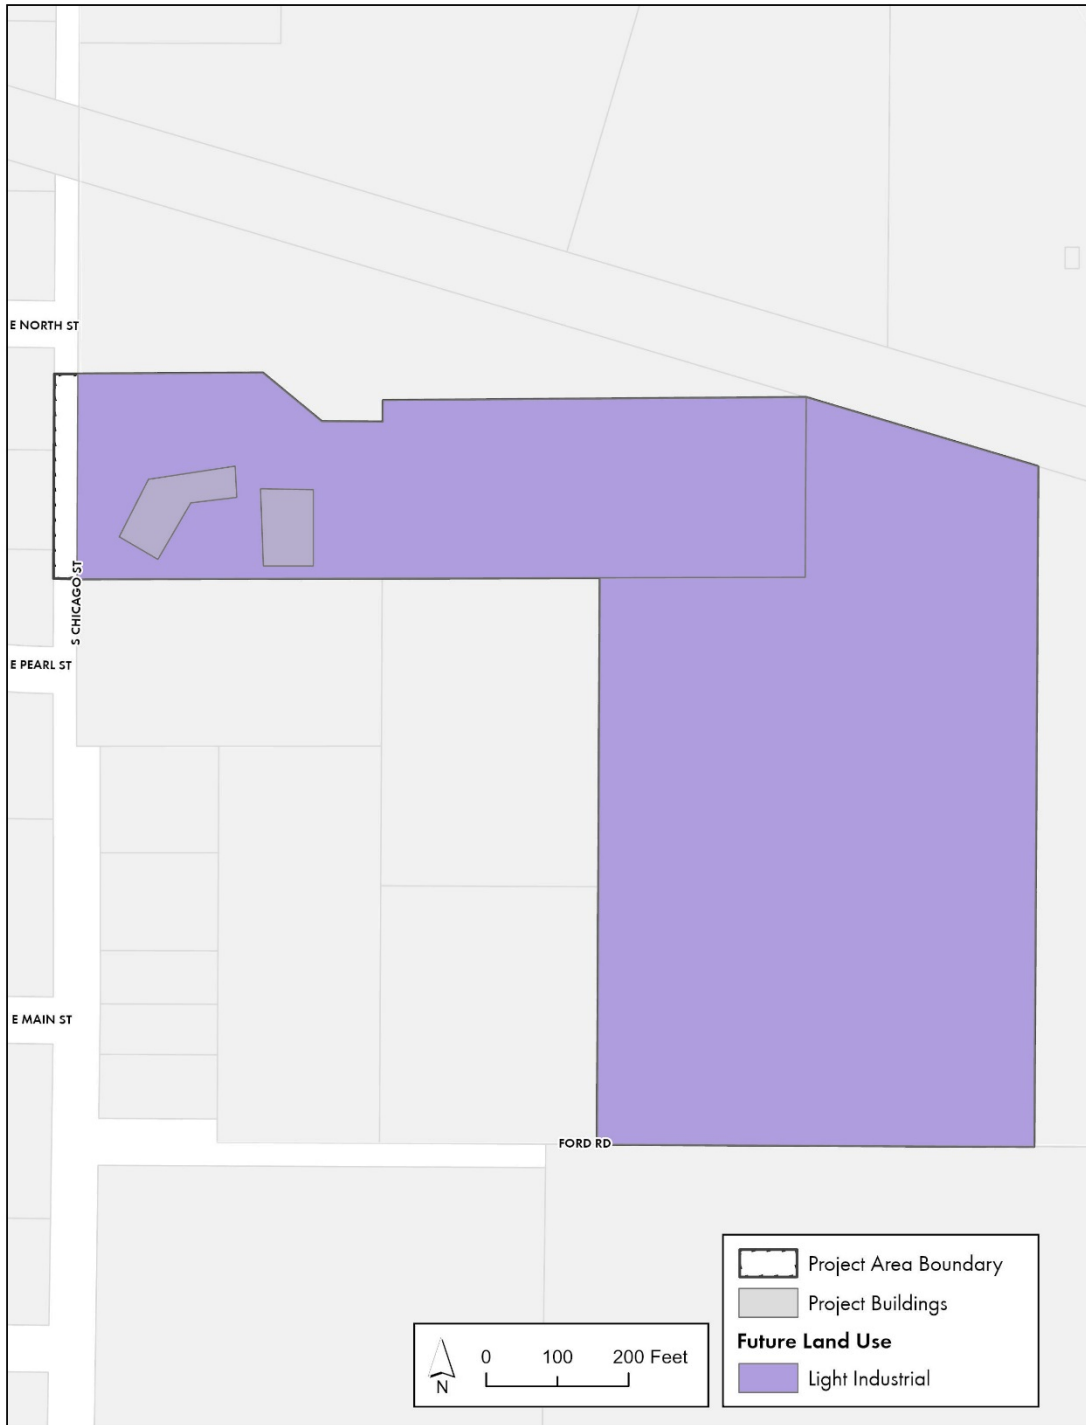 E NORTH ST
S CHICAGO ST
E PEARL ST
E MAIN ST
FORD RD
Project Area Boundary
Project Buildings
Future Land Use
Light Industrial
0 100 200 Feet
N